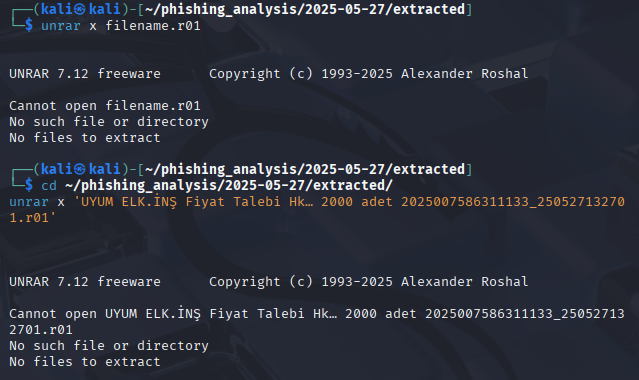 ┌──(kali㉿kali)-[~/phishing_analysis/2025-05-27/extracted]
└─$ unrar x filename.r01
UNRAR 7.12 freeware      Copyright (c) 1993-2025 Alexander Roshal
Cannot open filename.r01
No such file or directory
No files to extract
┌──(kali㉿kali)-[~/phishing_analysis/2025-05-27/extracted]
└─$ cd ~/phishing_analysis/2025-05-27/extracted/
unrar x 'UYUM ELK.İNŞ Fiyat Talebi Hk… 2000 adet 2025007586311133_25052713270
1.r01'
UNRAR 7.12 freeware      Copyright (c) 1993-2025 Alexander Roshal
Cannot open UYUM ELK.İNŞ Fiyat Talebi Hk… 2000 adet 2025007586311133_25052713
2701.r01
No such file or directory
No files to extract